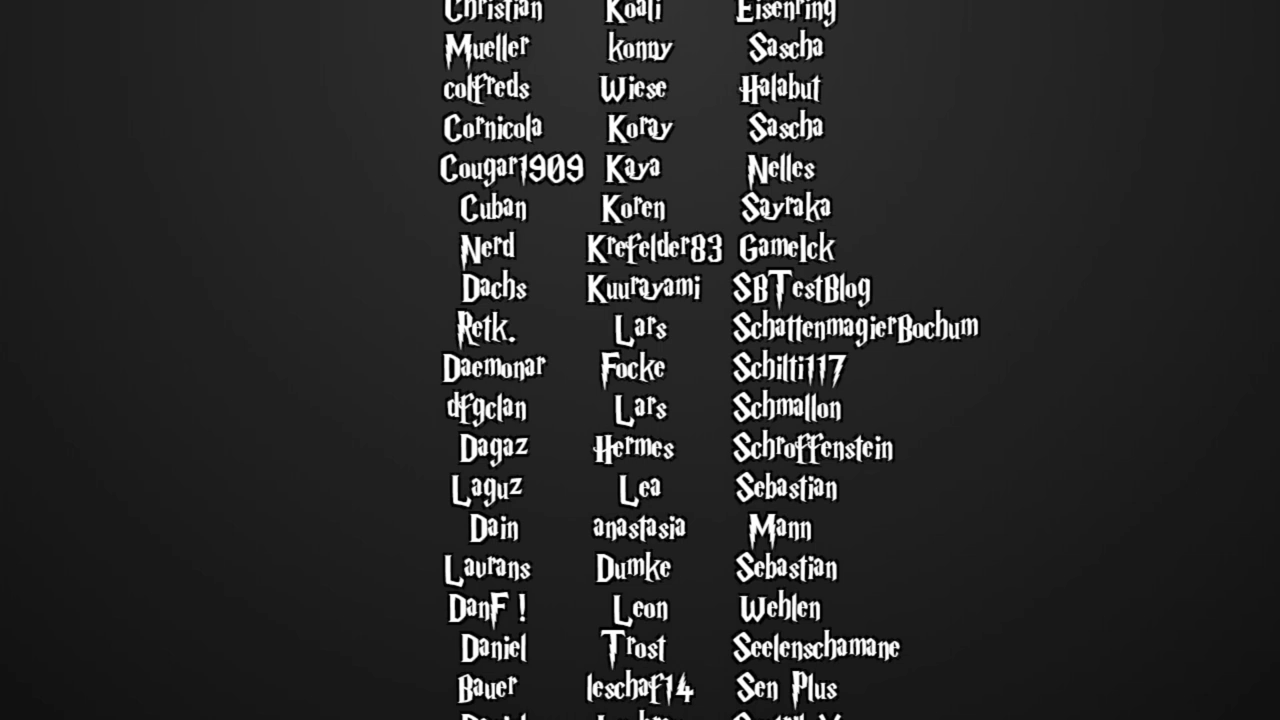 Christian Koali Eisenring
Mueller konny Sascha
colfreds Wiese Halabut
Cornicola Koray Sascha
Cougar1909 Kaya Nelles
Cuban Koren Sayraka
Nerd Krefelder83 Gamelck
Dachs Kuurayami SBTestBlog
Retk. Lars SchattenmagierBochum
Daemonar Focke Schilti117
dfgclan Lars Schmallon
Dagaz Hermes Schroffenstein
Laguz Lea Sebastian
Dain anastasia Mann
Laurans Dumke Sebastian
DanF ! Leon Wehlen
Daniel Trost Seelenschamane
Bauer leschaf14 Sen Plus